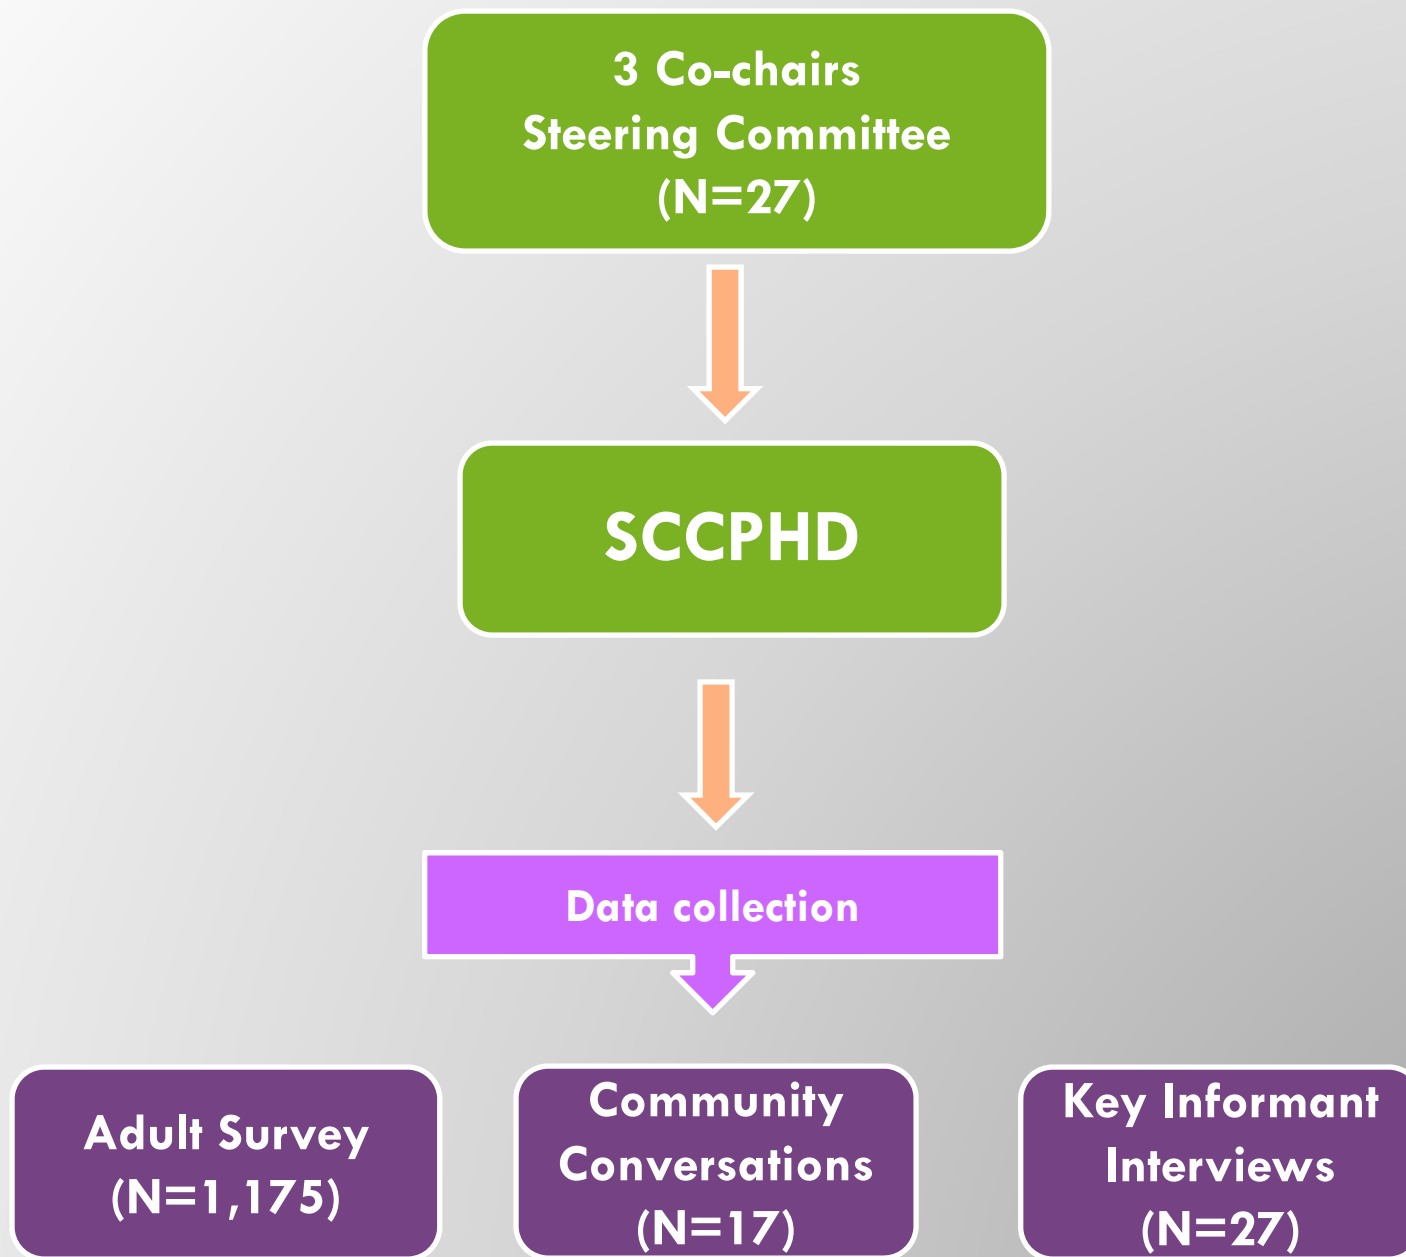 3 Co-chairs
Steering Committee
(N=27)
SCCPHD
Data collection
Adult Survey
(N=1,175)
Community
Conversations
(N=17)
Key Informant
Interviews
(N=27)